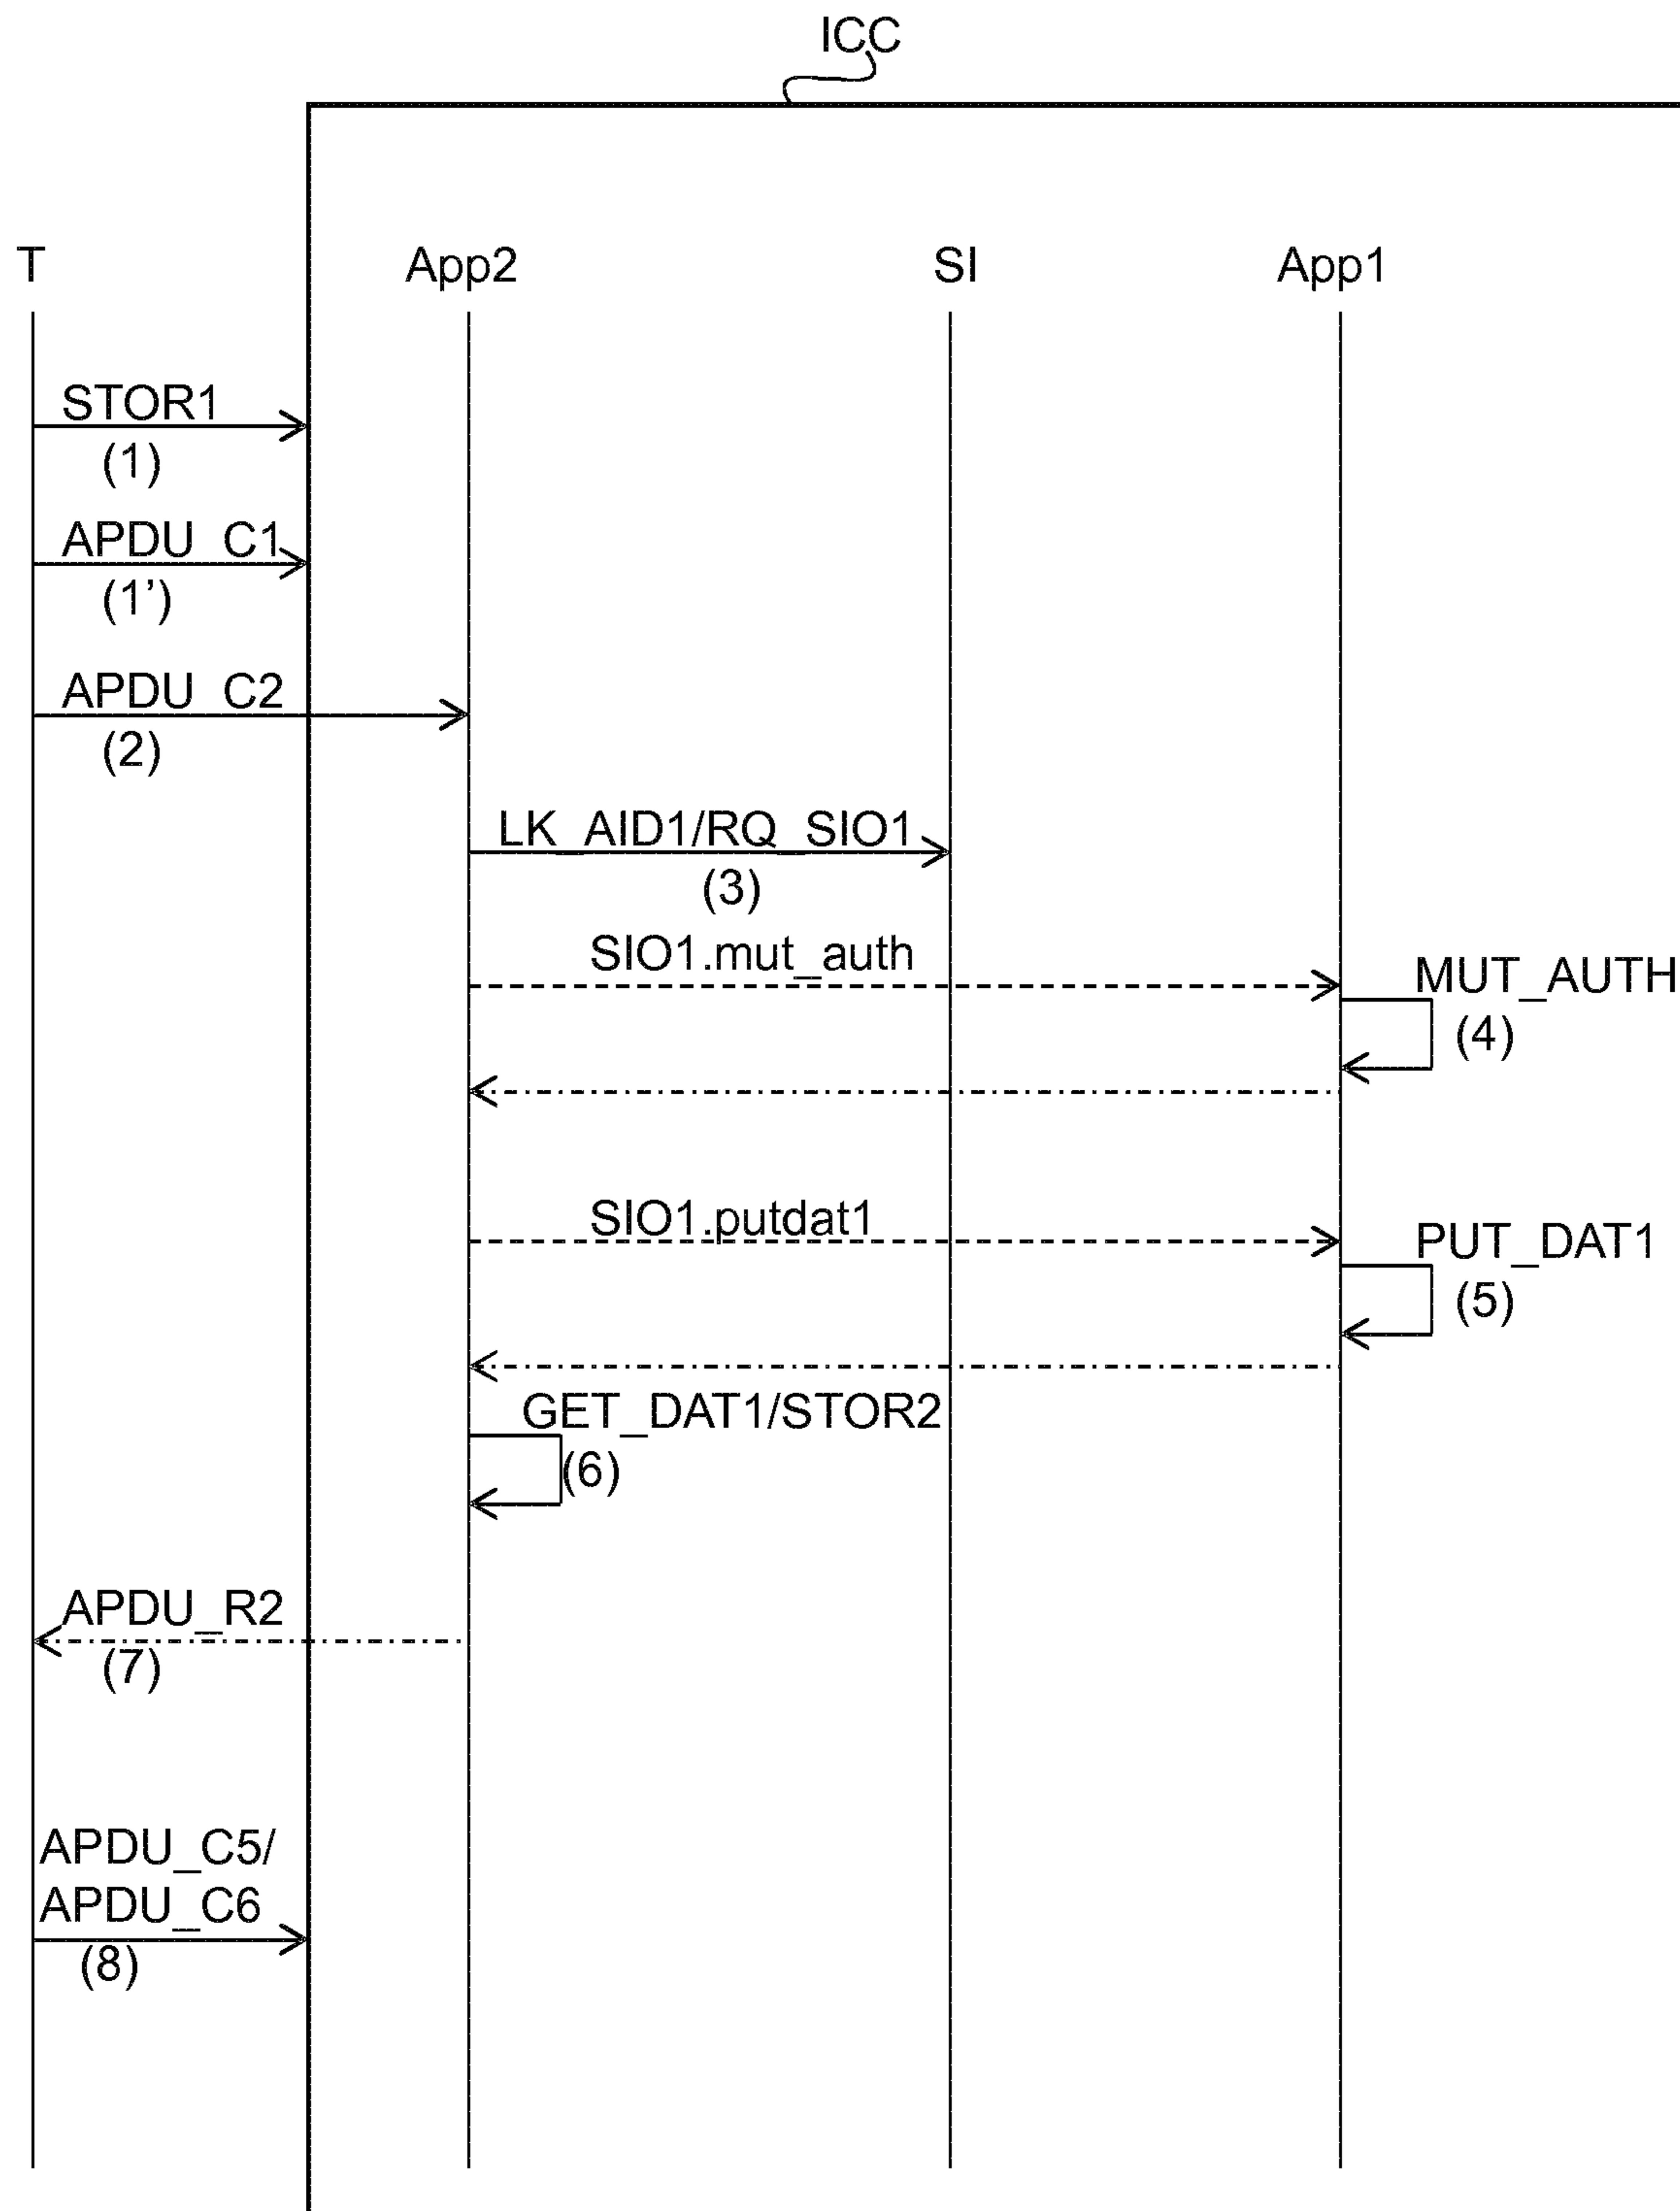 ICC
T
App2
SI
App1
STOR1
(1)
APDU_C1
(1’)
APDU_C2
(2)
LK_AID1/RQ_SIO1
(3)
SIO1.mut_auth
MUT_AUTH
(4)
SIO1.putdat1
PUT_DAT1
(5)
GET_DAT1/STOR2
(6)
APDU_R2
(7)
APDU_C5/
APDU_C6
(8)